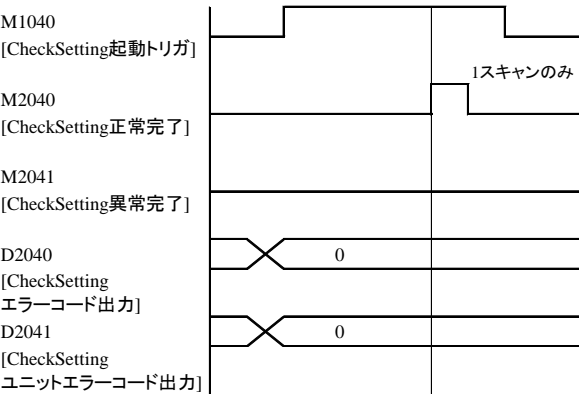 M1040
[CheckSetting起動トリガ]
1スキャンのみ
M2040
[CheckSetting正常完了]
M2041
[CheckSetting異常完了]
D2040
0
[CheckSetting
エラーコード出力]
D2041
0
[CheckSetting
ユニットエラーコード出力]